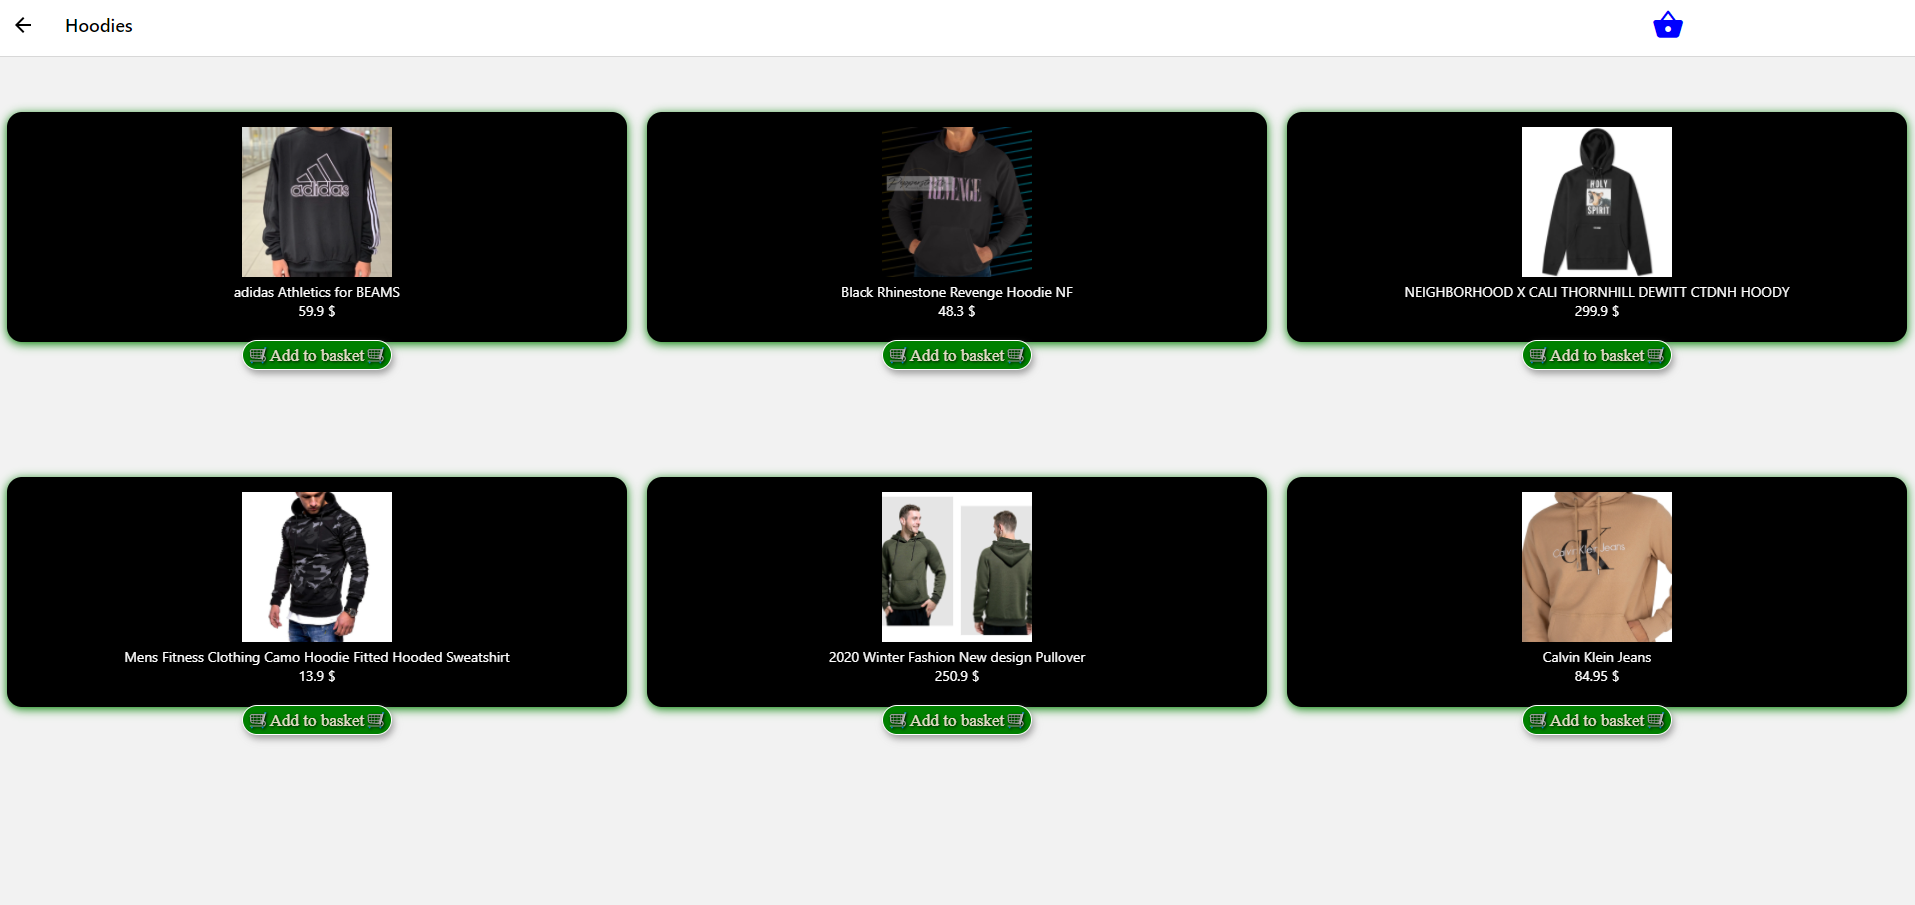 Hoodies
adidas
adidas Athletics for BEAMS
59.9 $
Add to basket
REVENGE
Black Rhinestone Revenge Hoodie NF
48.3 $
Add to basket
HOLY
SPIRIT
NEIGHBORHOOD X CALI THORNHILL DEWITT CTDNH HOODY
299.9 $
Add to basket
Mens Fitness Clothing Camo Hoodie Fitted Hooded Sweatshirt
13.9 $
Add to basket
2020 Winter Fashion New design Pullover
250.9 $
Add to basket
CK
Calvin Klein Jeans
Calvin Klein Jeans
84.95 $
Add to basket